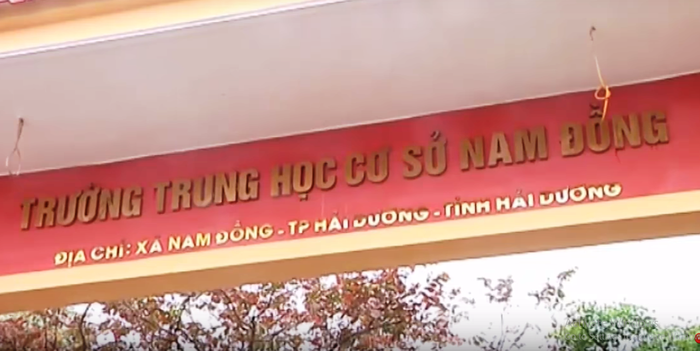 TRƯỜNG TRUNG HỌC CƠ SỞ NAM ĐỒNG
ĐỊA CHỈ: XÃ NAM ĐỒNG - TP HẢI DƯƠNG - TỈNH HẢI DƯƠNG